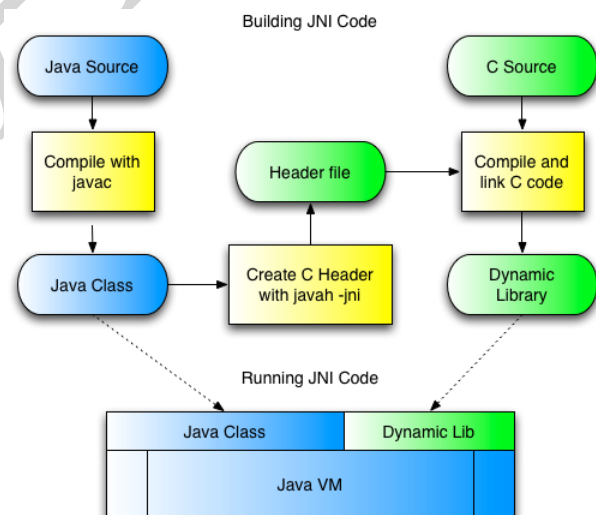 Building JNI Code
Java Source
C Source
Compile with
javac
Header file
Compile and
link C code
Java Class
Create C Header
with javah -jni
Dynamic
Library
Running JNI Code
Java Class
Dynamic Lib
Java VM